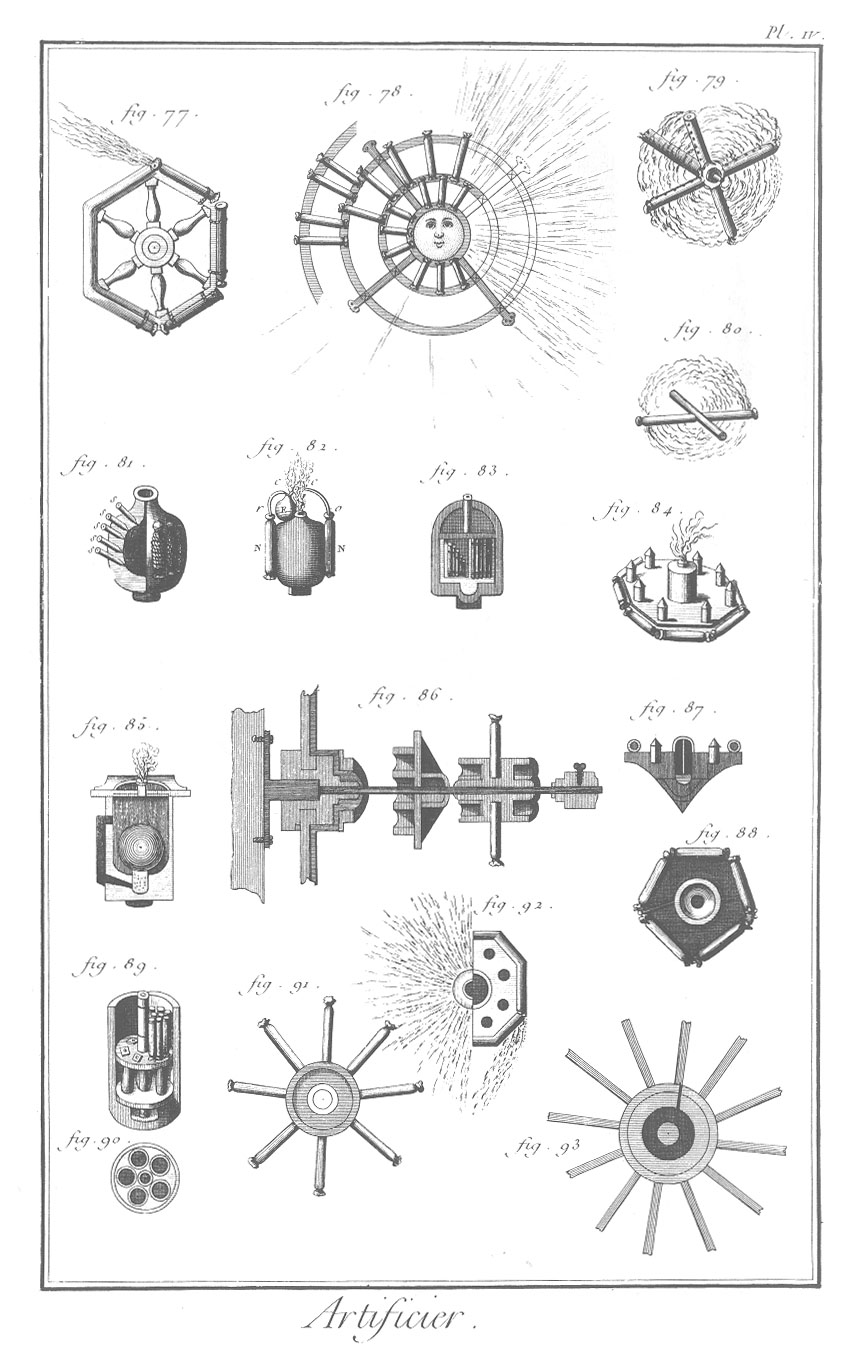 Pl. IV.
fig. 77.
fig. 78.
fig. 79.
fig. 80.
fig. 81.
S
S
S
S
S
fig. 82.
C
C
r
F
o
N
N
fig. 83.
fig. 84.
fig. 85.
fig. 86.
fig. 87.
fig. 88.
fig. 89.
fig. 90.
fig. 91.
fig. 92.
fig. 93
Artificier.